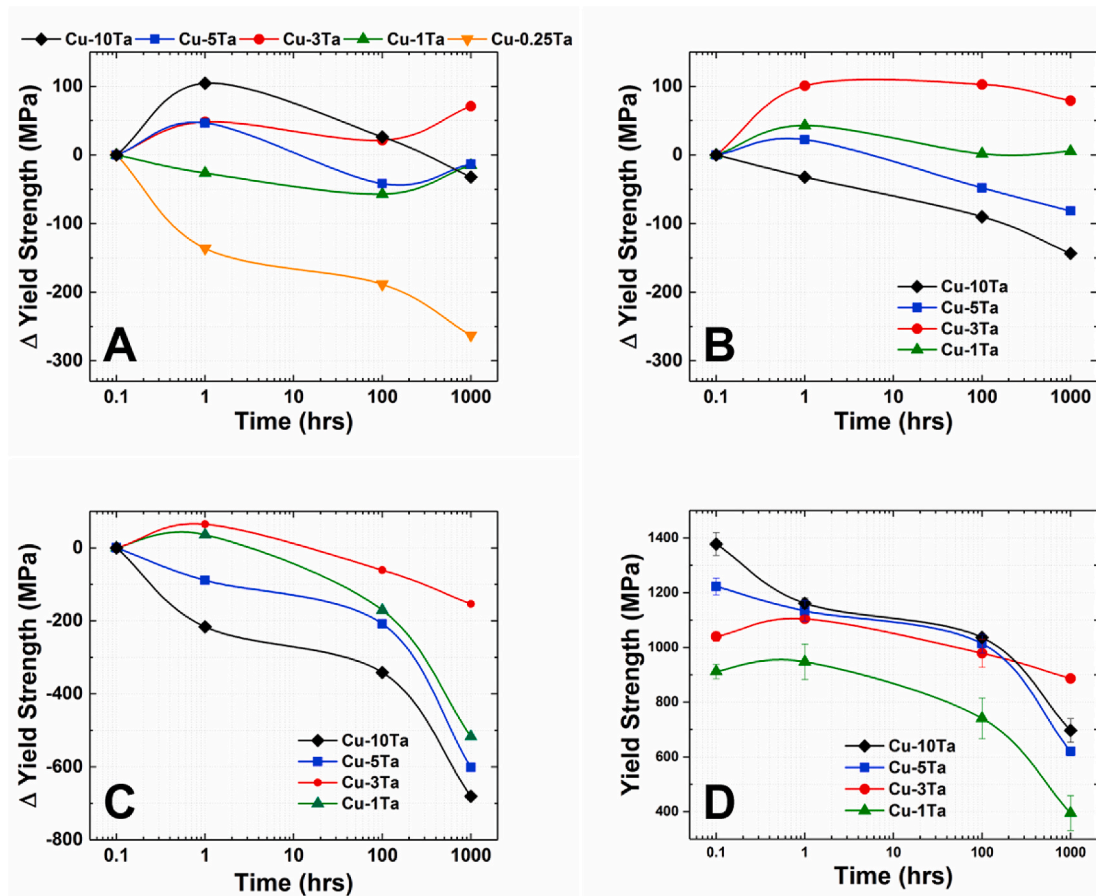 Cu-10Ta Cu-5Ta Cu-3Ta Cu-1Ta Cu-0.25Ta
100
0
-100
-200
-300
Δ Yield Strength (MPa)
A
0.1 1 10 100 1000
Time (hrs)
100
0
-100
-200
-300
Δ Yield Strength (MPa)
Cu-10Ta
Cu-5Ta
Cu-3Ta
Cu-1Ta
B
0.1 1 10 100 1000
Time (hrs)
0
-200
-400
-600
-800
Δ Yield Strength (MPa)
Cu-10Ta
Cu-5Ta
Cu-3Ta
Cu-1Ta
C
0.1 1 10 100 1000
Time (hrs)
1400
1200
1000
800
600
400
Yield Strength (MPa)
Cu-10Ta
Cu-5Ta
Cu-3Ta
Cu-1Ta
D
0.1 1 10 100 1000
Time (hrs)